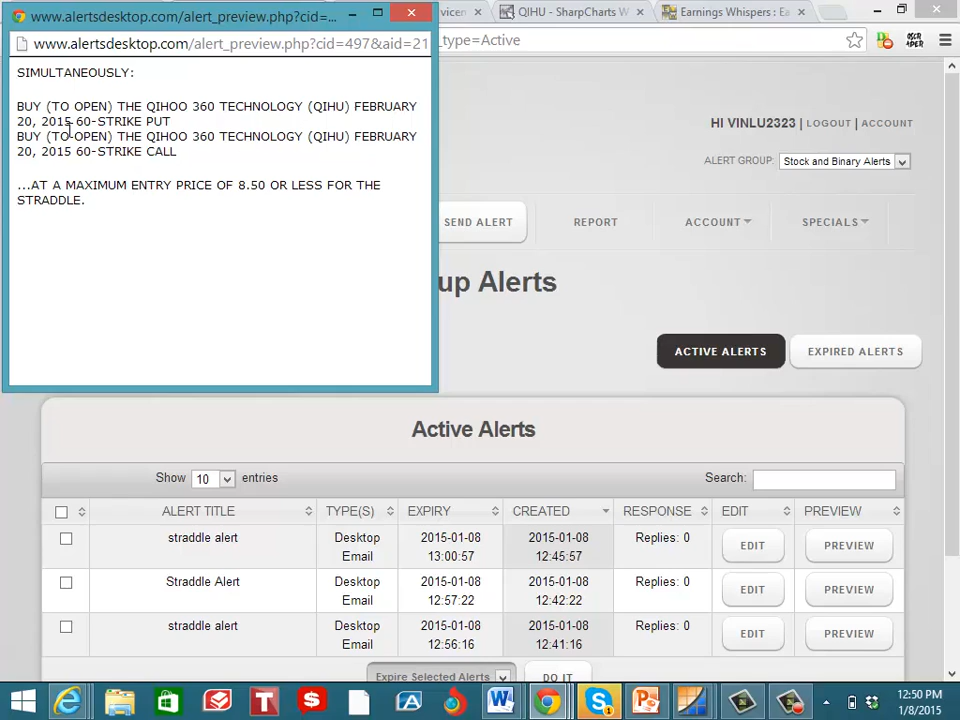 www.alertsdesktop.com/alert_preview.php?cid=...
www.alertsdesktop.com/alert_preview.php?cid=497&aid=21
SIMULTANEOUSLY:
BUY (TO OPEN) THE QIHOO 360 TECHNOLOGY (QIHU) FEBRUARY
20, 2015 60-STRIKE PUT
BUY (TO OPEN) THE QIHOO 360 TECHNOLOGY (QIHU) FEBRUARY
20, 2015 60-STRIKE CALL
...AT A MAXIMUM ENTRY PRICE OF 8.50 OR LESS FOR THE
STRADDLE.
QIHU - SharpCharts W
Earnings Whispers : Ea
_type=Active
HI VINLU2323 | LOGOUT | ACCOUNT
ALERT GROUP: Stock and Binary Alerts
SEND ALERT REPORT ACCOUNT SPECIALS
up Alerts
ACTIVE ALERTS EXPIRED ALERTS
Active Alerts
Show 10 entries Search:
ALERT TITLE TYPE(S) EXPIRY CREATED RESPONSE EDIT PREVIEW
straddle alert Desktop 2015-01-08 2015-01-08 Replies: 0 EDIT PREVIEW
Email 13:00:57 12:45:57
Straddle Alert Desktop 2015-01-08 2015-01-08 Replies: 0 EDIT PREVIEW
Email 12:57:22 12:42:22
straddle alert Desktop 2015-01-08 2015-01-08 Replies: 0 EDIT PREVIEW
Email 12:56:16 12:41:16
Expire Selected Alerts DO IT
12:50 PM
1/8/2015